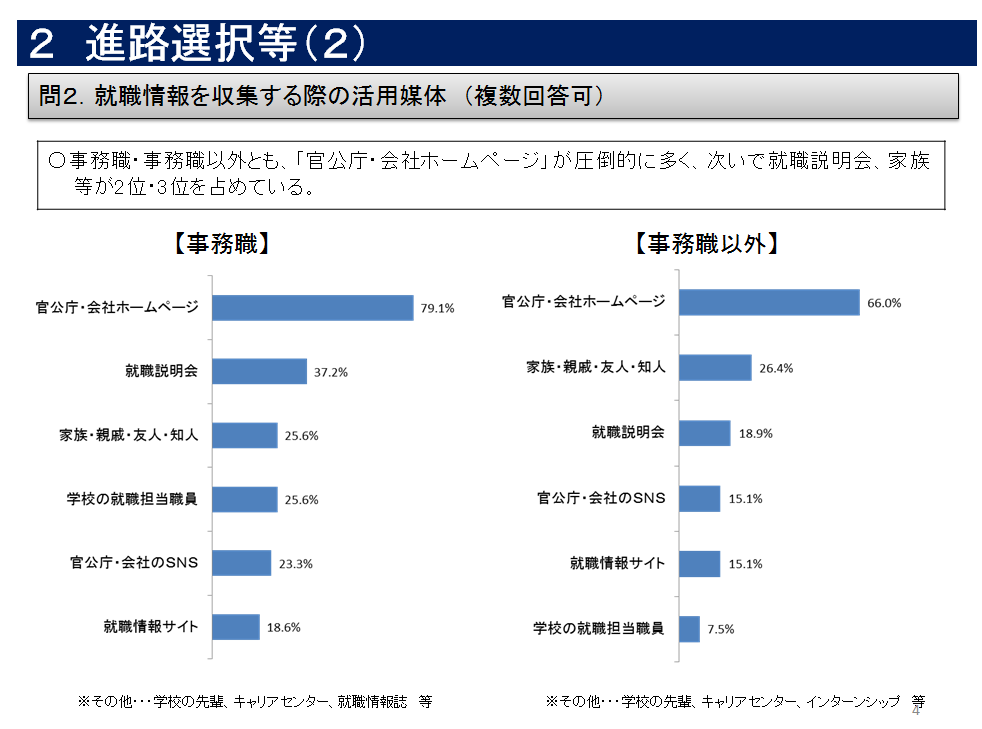 ２　進路選択等（２）
問２．就職情報を収集する際の活用媒体　（複数回答可）
○事務職・事務職以外とも、「官公庁・会社ホームページ」が圧倒的に多く、次いで就職説明会、家族
等が2位・3位を占めている。
【事務職】
官公庁・会社ホームページ 79.1%
就職説明会 37.2%
家族・親戚・友人・知人 25.6%
学校の就職担当職員 25.6%
官公庁・会社のＳＮＳ 23.3%
就職情報サイト 18.6%
※その他・・・学校の先輩、キャリアセンター、就職情報誌　等
【事務職以外】
官公庁・会社ホームページ 66.0%
家族・親戚・友人・知人 26.4%
就職説明会 18.9%
官公庁・会社のＳＮＳ 15.1%
就職情報サイト 15.1%
学校の就職担当職員 7.5%
※その他・・・学校の先輩、キャリアセンター、インターンシップ　等
4